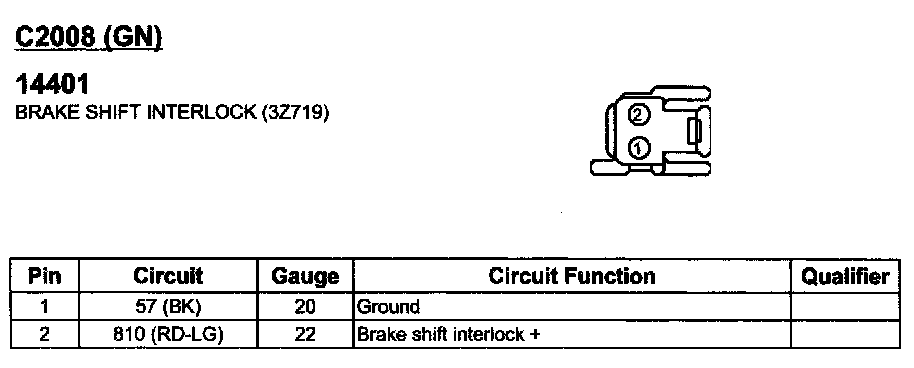 C2008 (GN)
14401
BRAKE SHIFT INTERLOCK (3Z719)
2
1
Pin Circuit Gauge Circuit Function Qualifier
1 57 (BK) 20 Ground
2 810 (RD-LG) 22 Brake shift interlock +